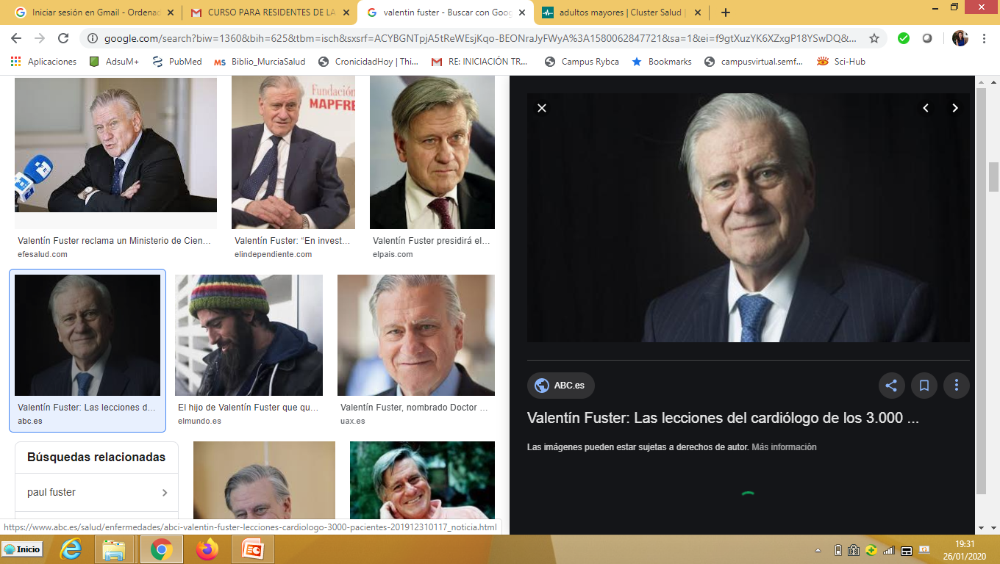 Iniciar sesión en Gmail - Ordenac
CURSO PARA RESIDENTES DE LA
valentin fuster - Buscar con Goog
adultos mayores | Cluster Salud |
google.com/search?biw=1360&bih=625&tbm=isch&sxsrf=ACYBGNTpjA5tReWEsjKqo-BEONraJyFWyA%3A1580062847721&sa=1&ei=f9gtXuzYK6XZxgP18YSwDQ&...
Aplicaciones
AdsuM+
PubMed
MS Biblio_MurciaSalud
CronicidadHoy | Thi...
RE: INICIACIÓN TR...
Campus Rybca
Bookmarks
campusvirtual.semf...
Sci-Hub
Fundación
MAPFRE
Valentín Fuster reclama un Ministerio de Cien...
efesalud.com
Valentín Fuster: “En invest...
elindependiente.com
Valentín Fuster presidirá el...
elpais.com
Valentín Fuster: Las lecciones d...
abc.es
El hijo de Valentín Fuster que qu...
elmundo.es
Valentín Fuster, nombrado Doctor ...
uax.es
Búsquedas relacionadas
paul fuster
ABC.es
Valentín Fuster: Las lecciones del cardiólogo de los 3.000 ...
Las imágenes pueden estar sujetas a derechos de autor. Más información
https://www.abc.es/salud/enfermedades/abci-valentin-fuster-lecciones-cardiologo-3000-pacientes-201912310117_noticia.html
Inicio
19:31
26/01/2020